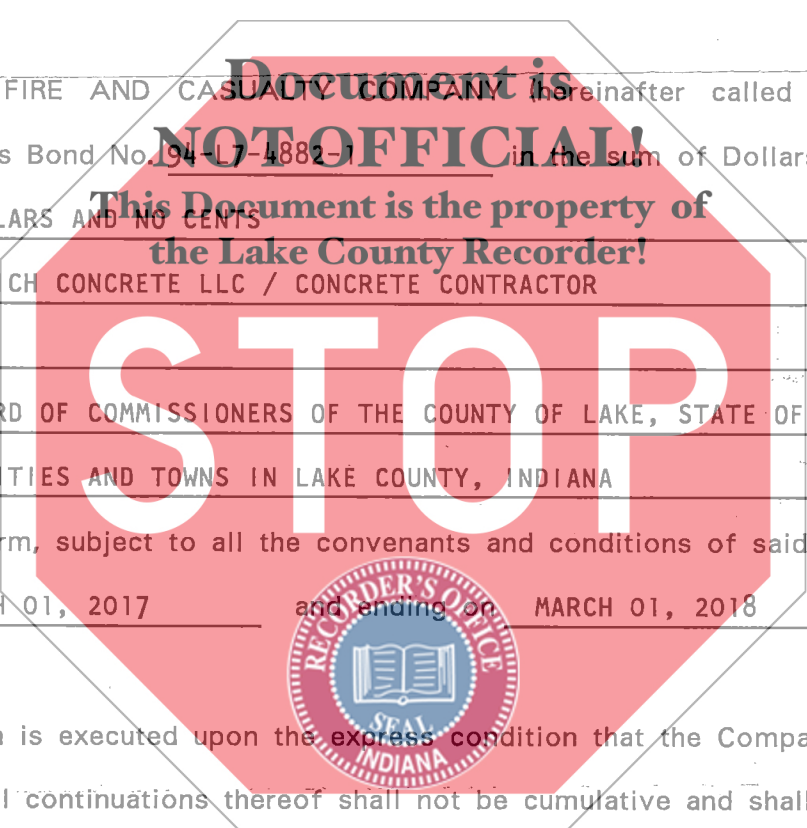 Document is
FIRE AND CASUALTY COMPANY (hereinafter called
NOT OFFICIAL!
s Bond No. 94-L7-4882-1 in the sum of Dollars
This Document is the property of
LARS AND NO CENTS
the Lake County Recorder!
CH CONCRETE LLC / CONCRETE CONTRACTOR
STOP
RD OF COMMISSIONERS OF THE COUNTY OF LAKE, STATE OF
ITIES AND TOWNS IN LAKE COUNTY, INDIANA
rm, subject to all the convenants and conditions of said
H 01, 2017 and ending on MARCH 01, 2018
RECORDER'S OFFICE
SEAL
INDIANA
n is executed upon the express condition that the Compa
l continuations thereof shall not be cumulative and shall